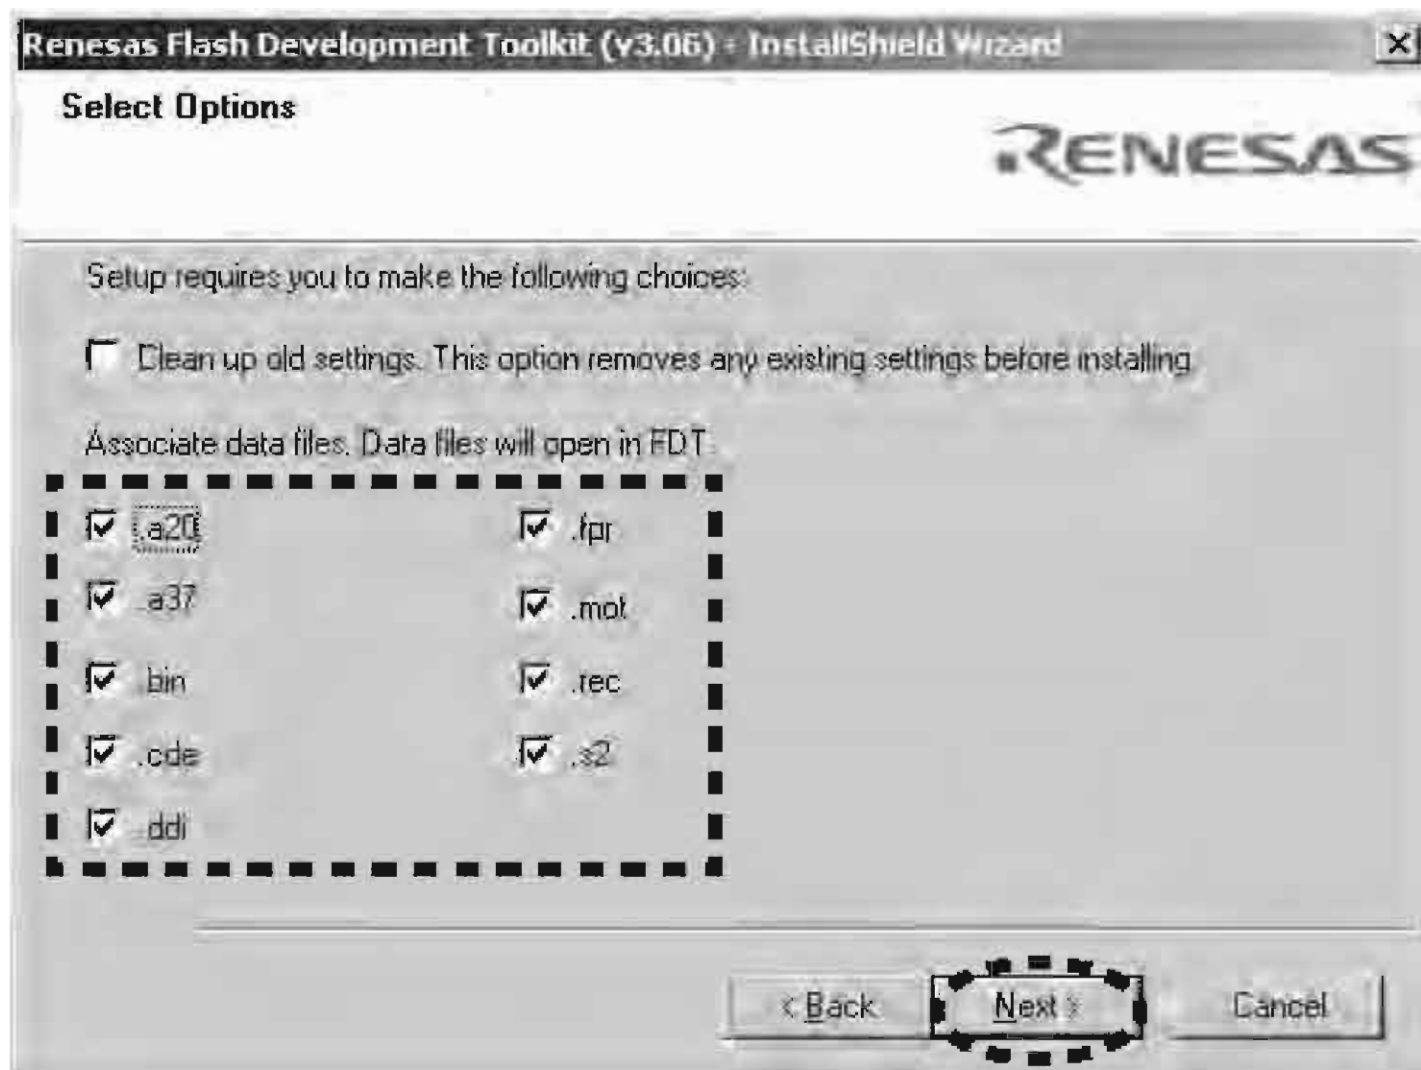 Renesas Flash Development Toolkit (v3.06) - InstallShield Wizard
Select Options
RENESAS
Setup requires you to make the following choices:
Clean up old settings. This option removes any existing settings before installing.
Associate data files. Data files will open in FDT.
.a20 .fpr
.a37 .mot
.bin .rec
.cde .s2
.ddi
< Back Next > Cancel